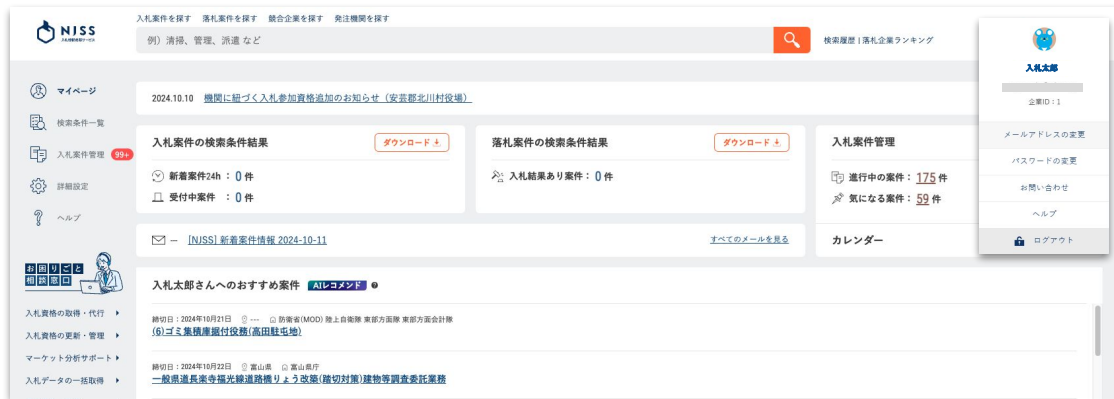 NJSS
入札情報速報サービス
入札案件を探す 落札案件を探す 競合企業を探す 発注機関を探す
例）清掃、管理、派遣 など
検索履歴 | 落札企業ランキング
入札太郎
企業ID：1
メールアドレスの変更
パスワードの変更
お問い合わせ
ヘルプ
ログアウト
マイページ
検索条件一覧
入札案件管理 99+
詳細設定
ヘルプ
お困りごと
相談窓口
入札資格の取得・代行
入札資格の更新・管理
マーケット分析サポート
入札データの一括取得
2024.10.10 機関に紐づく入札参加資格追加のお知らせ（安芸郡北川村役場）
入札案件の検索条件結果 ダウンロード
新着案件24h ： 0 件
受付中案件 ： 0 件
落札案件の検索条件結果 ダウンロード
入札結果あり案件： 0 件
入札案件管理
進行中の案件： 175 件
気になる案件： 59 件
— [NJSS] 新着案件情報 2024-10-11 すべてのメールを見る
カレンダー
入札太郎さんへのおすすめ案件 AIレコメンド
締切日：2024年10月21日 --- 防衛省(MOD) 陸上自衛隊 東部方面隊 東部方面会計隊
(6)ゴミ集積庫据付役務(高田駐屯地)
締切日：2024年10月22日 富山県 富山県庁
一般県道長楽寺福光線道路橋りょう改築(踏切対策)建物等調査委託業務